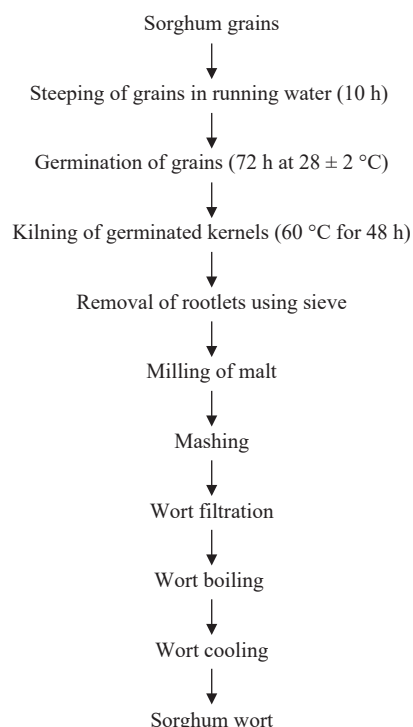 Sorghum grains
Steeping of grains in running water (10 h)
Germination of grains (72 h at 28 ± 2 °C)
Kilning of germinated kernels (60 °C for 48 h)
Removal of rootlets using sieve
Milling of malt
Mashing
Wort filtration
Wort boiling
Wort cooling
Sorghum wort